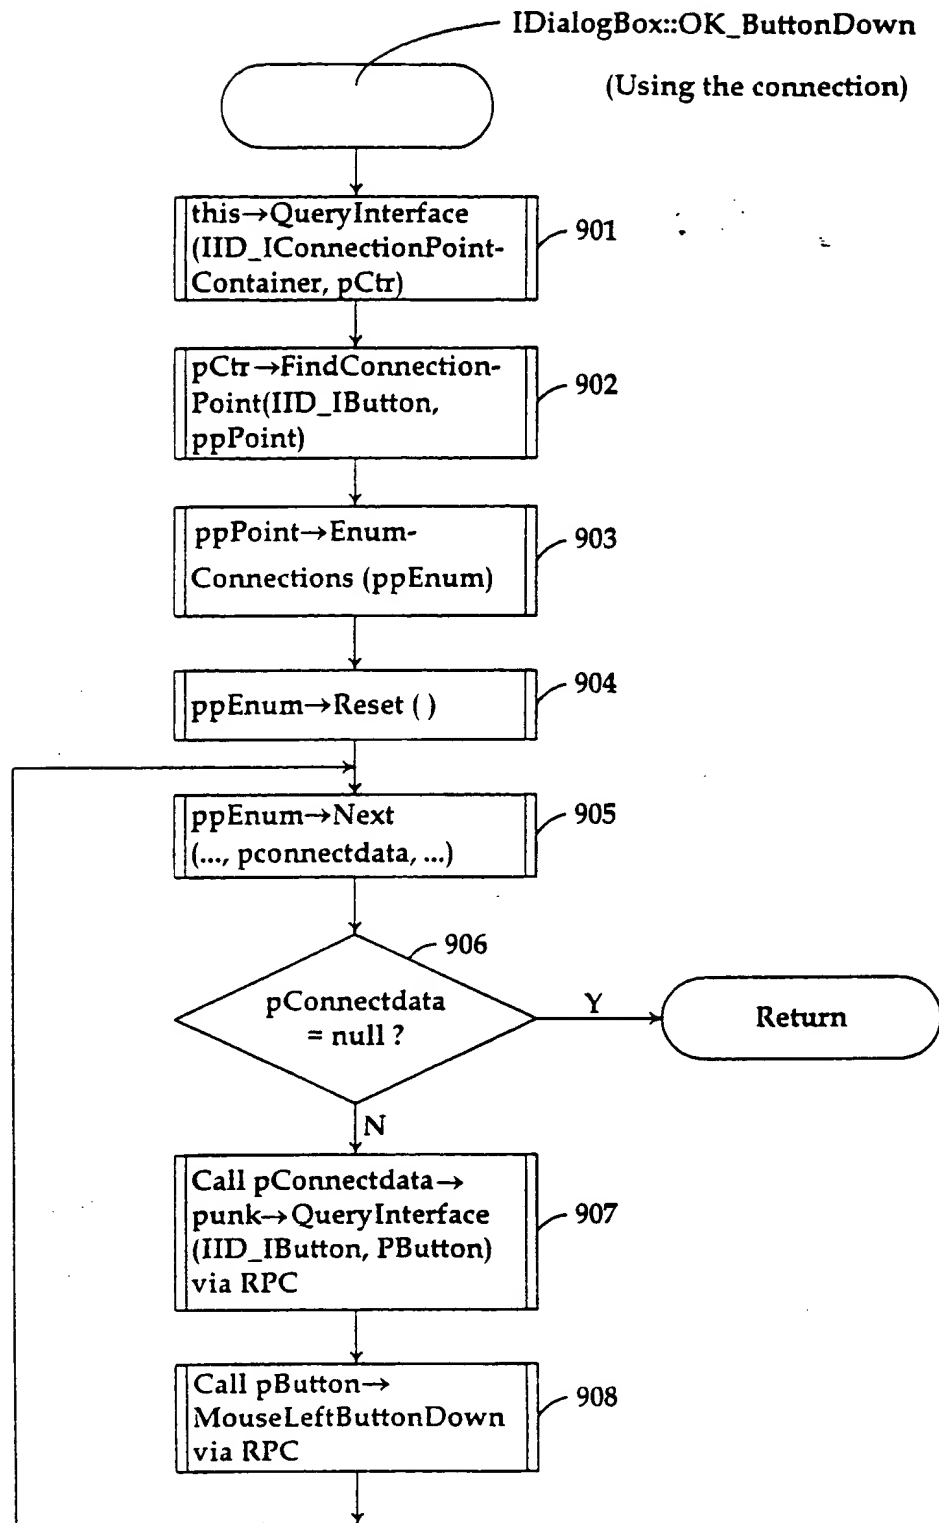 IDialogBox::OK_ButtonDown
(Using the connection)
this→QueryInterface
(IID_IConnectionPoint-
Container, pCtr)
901
pCtr→FindConnection-
Point(IID_IButton,
ppPoint)
902
ppPoint→Enum-
Connections (ppEnum)
903
ppEnum→Reset ( )
904
ppEnum→Next
(..., pconnectdata, ...)
905
906
pConnectdata
= null ?
Y
Return
N
Call pConnectdata→
punk→QueryInterface
(IID_IButton, PButton)
via RPC
907
Call pButton→
MouseLeftButtonDown
via RPC
908